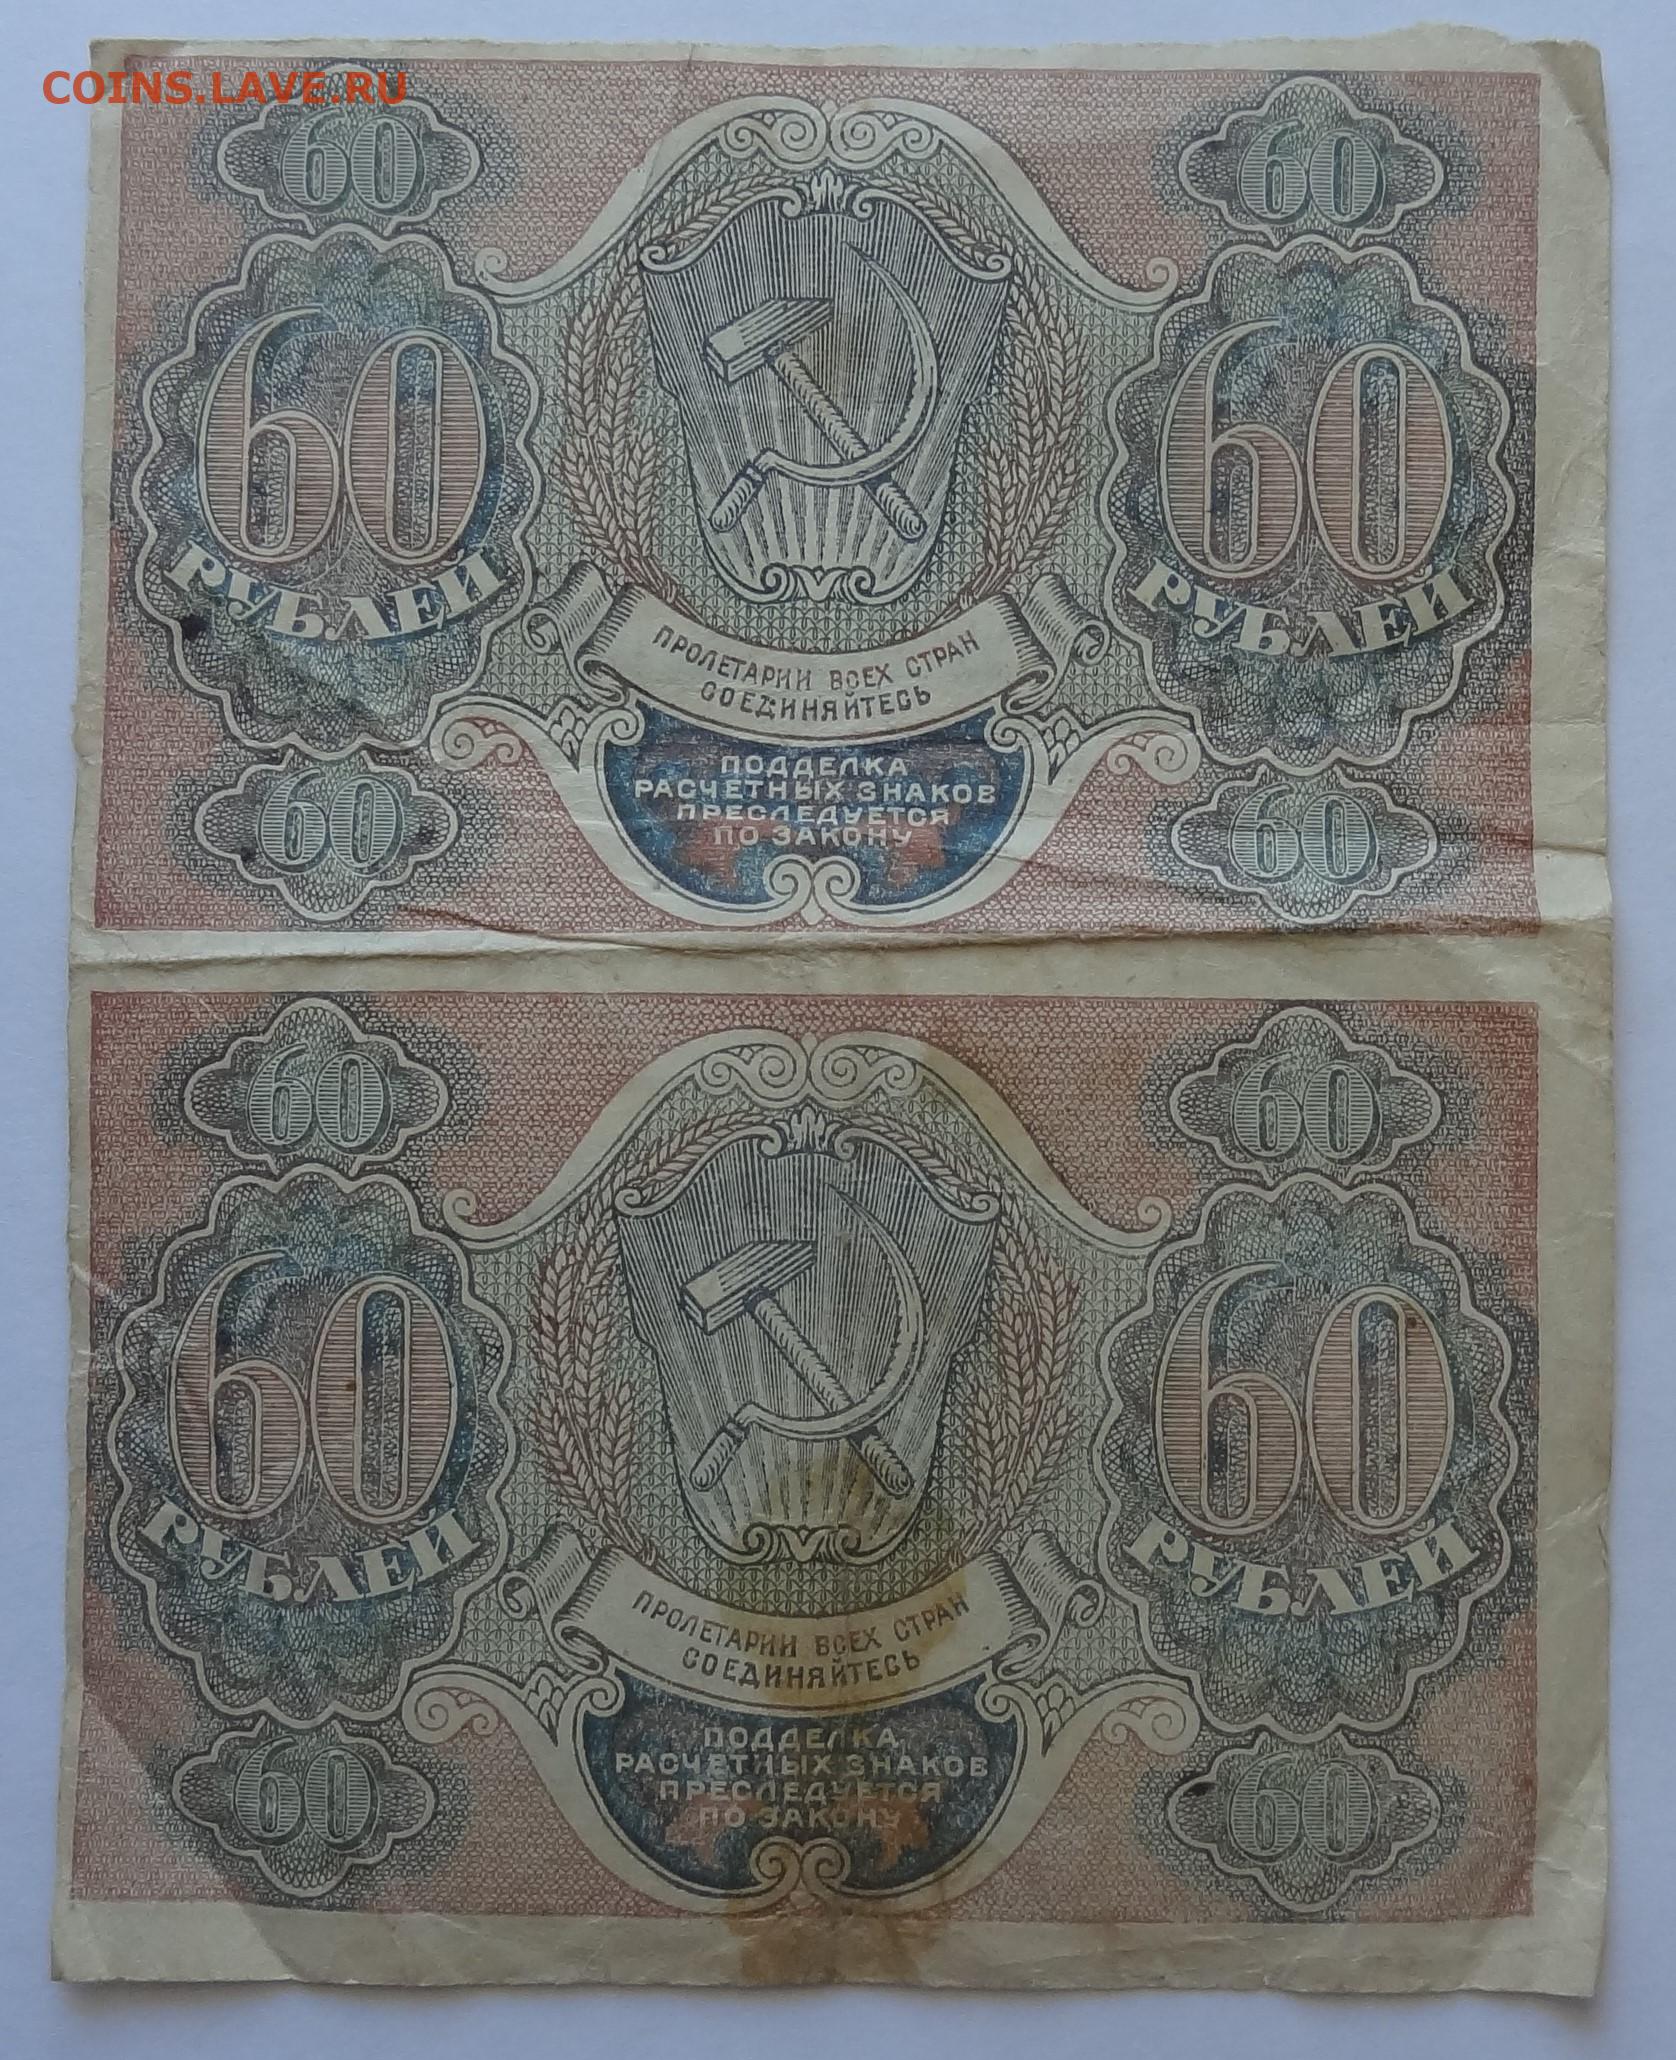 COINS.LAVE.RU
60 60
60 60
РУБЛЕЙ РУБЛЕЙ
ПРОЛЕТАРИИ ВСЕХ СТРАН
СОЕДИНЯЙТЕСЬ
ПОДДЕЛКА
РАСЧЕТНЫХ ЗНАКОВ
ПРЕСЛЕДУЕТСЯ
ПО ЗАКОНУ
60 60
60 60
60 60
РУБЛЕЙ РУБЛЕЙ
ПРОЛЕТАРИИ ВСЕХ СТРАН
СОЕДИНЯЙТЕСЬ
ПОДДЕЛКА
РАСЧЕТНЫХ ЗНАКОВ
ПРЕСЛЕДУЕТСЯ
ПО ЗАКОНУ
60 60